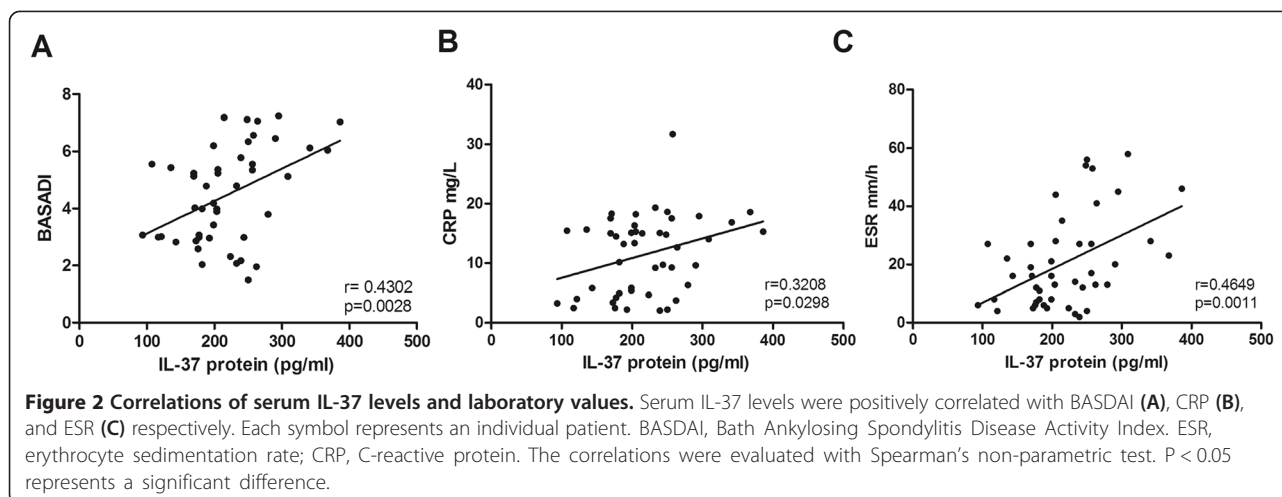 A
B
C
8
6
4
2
0
BASADI
0 100 200 300 400 500
IL-37 protein (pg/ml)
r= 0.4302
p=0.0028
40
30
20
10
0
CRP mg/L
0 100 200 300 400 500
IL-37 protein (pg/ml)
r= 0.3208
p=0.0298
80
60
40
20
0
ESR mm/h
0 100 200 300 400 500
IL-37 protein (pg/ml)
r=0.4649
p=0.0011
Figure 2 Correlations of serum IL-37 levels and laboratory values. Serum IL-37 levels were positively correlated with BASDAI (A), CRP (B),
and ESR (C) respectively. Each symbol represents an individual patient. BASDAI, Bath Ankylosing Spondylitis Disease Activity Index. ESR,
erythrocyte sedimentation rate; CRP, C-reactive protein. The correlations were evaluated with Spearman's non-parametric test. P < 0.05
represents a significant difference.